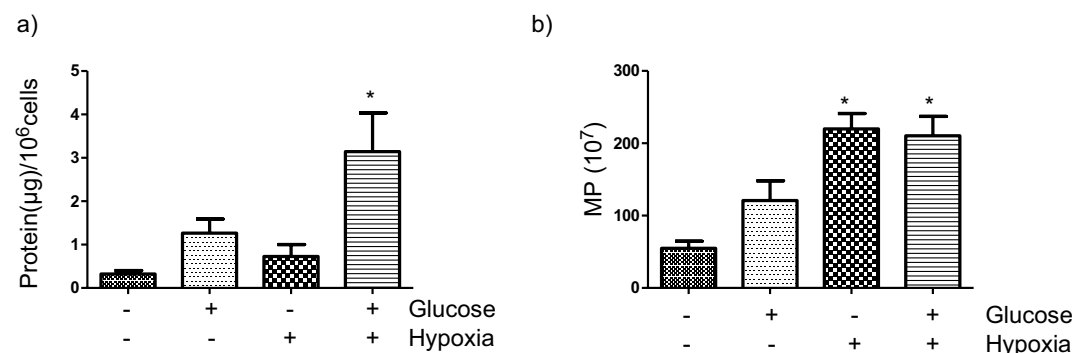 a)
Protein(µg)/10⁶cells
5
4
3
2
1
0
*
- + - + Glucose
- - + + Hypoxia
b)
MP (10⁷)
300
200
100
0
* *
- + - + Glucose
- - + + Hypoxia